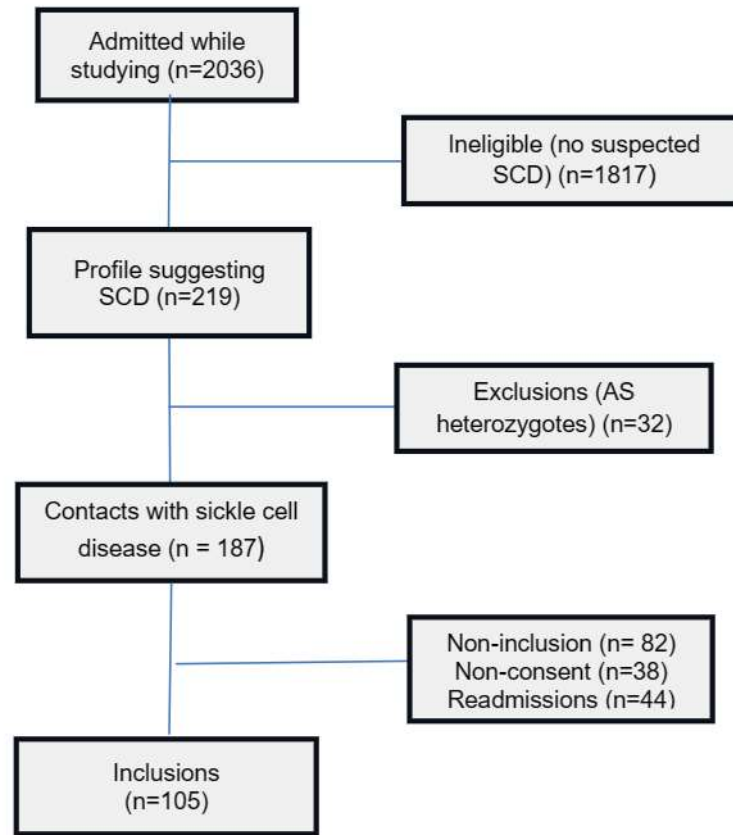 Admitted while
studying (n=2036)
Ineligible (no suspected
SCD) (n=1817)
Profile suggesting
SCD (n=219)
Exclusions (AS
heterozygotes) (n=32)
Contacts with sickle cell
disease (n = 187)
Non-inclusion (n= 82)
Non-consent (n=38)
Readmissions (n=44)
Inclusions
(n=105)